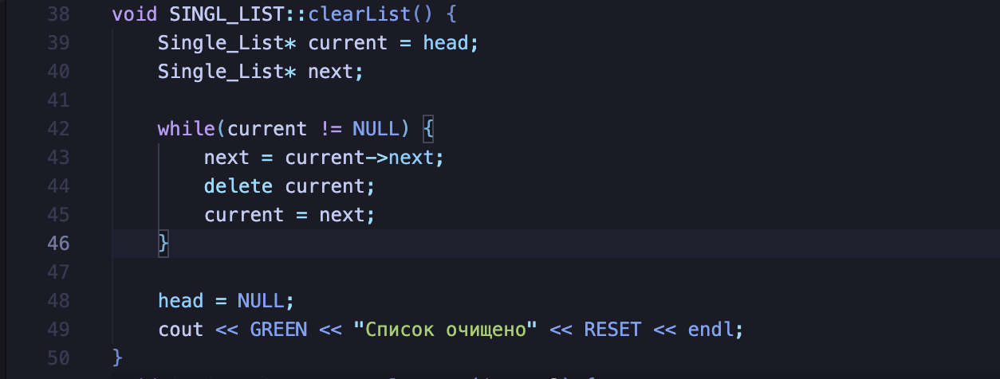 38 void SINGL_LIST::clearList() {
39 Single_List* current = head;
40 Single_List* next;
41
42 while(current != NULL) {
43 next = current->next;
44 delete current;
45 current = next;
46 }
47
48 head = NULL;
49 cout << GREEN << "Список очищено" << RESET << endl;
50 }